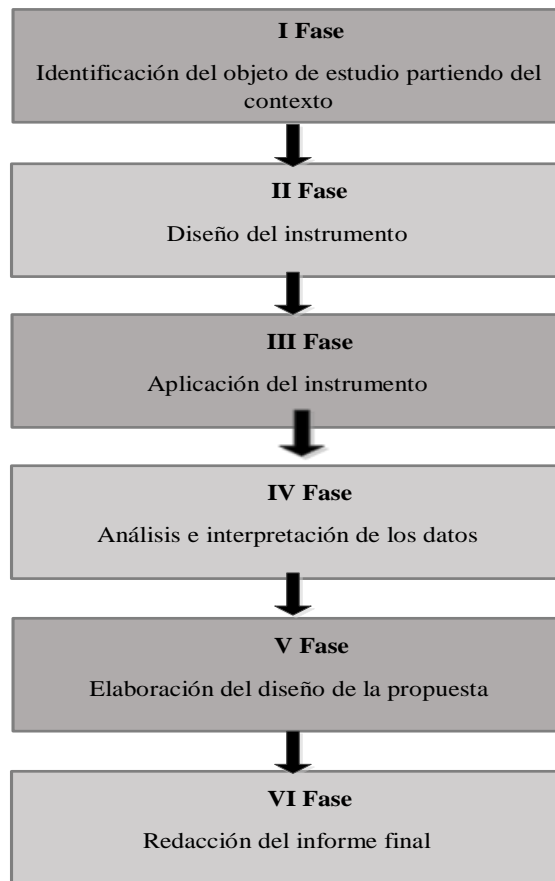 I Fase
Identificación del objeto de estudio partiendo del
contexto
II Fase
Diseño del instrumento
III Fase
Aplicación del instrumento
IV Fase
Análisis e interpretación de los datos
V Fase
Elaboración del diseño de la propuesta
VI Fase
Redacción del informe final